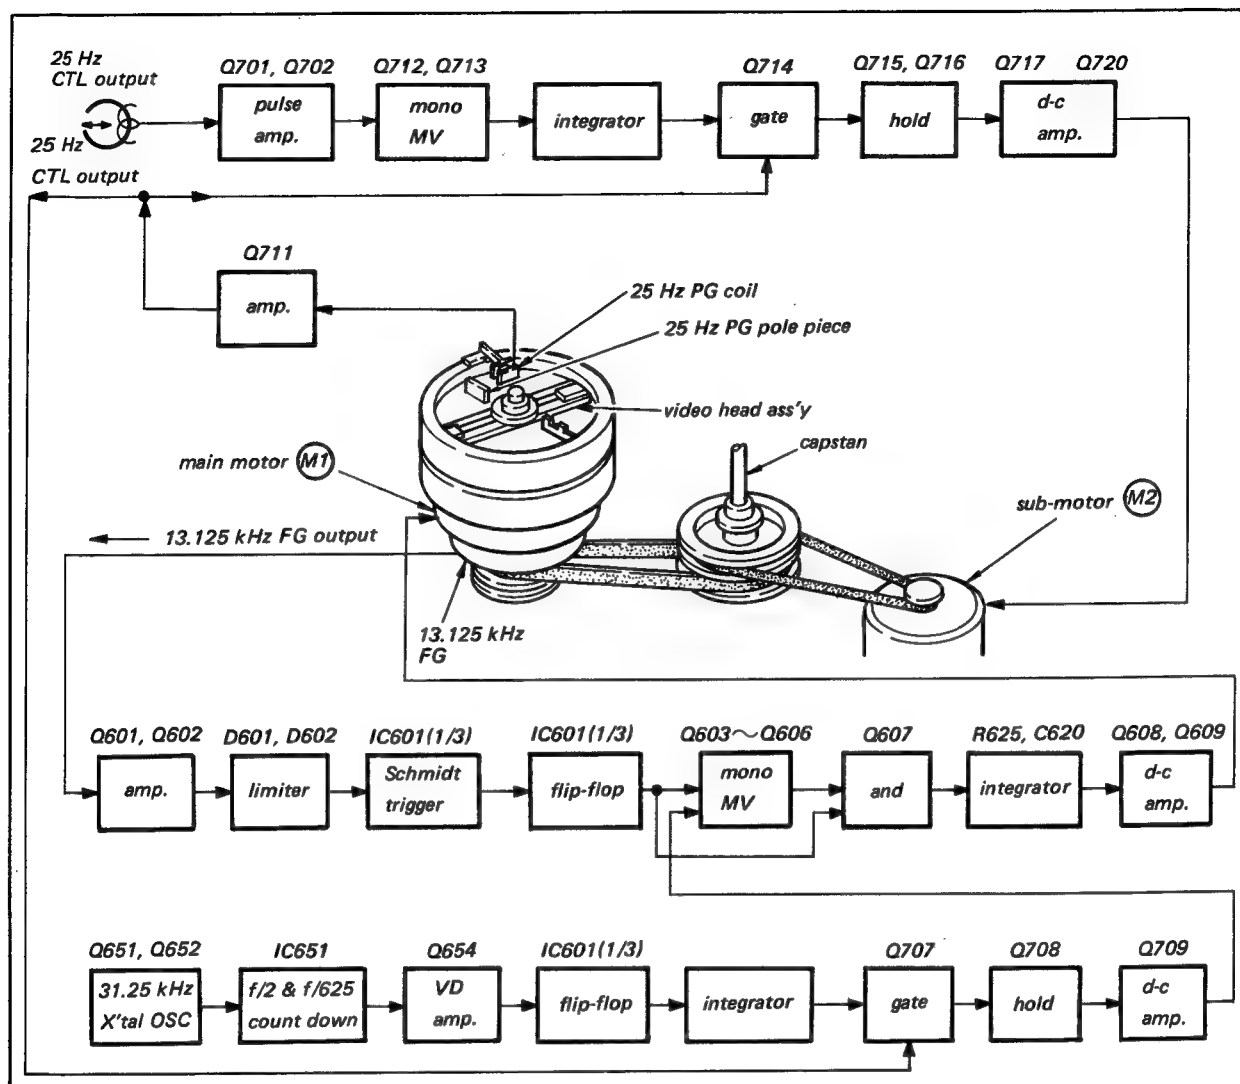 25 Hz
CTL output
25 Hz
CTL output
Q701, Q702
pulse
amp.
Q712, Q713
mono
MV
integrator
Q714
gate
Q715, Q716
hold
Q717 Q720
d-c
amp.
Q711
amp.
25 Hz PG coil
25 Hz PG pole piece
video head ass'y
capstan
main motor M1
sub-motor M2
13.125 kHz FG output
13.125 kHz
FG
Q601, Q602
amp.
D601, D602
limiter
IC601(1/3)
Schmidt
trigger
IC601(1/3)
flip-flop
Q603～Q606
mono
MV
Q607
and
R625, C620
integrator
Q608, Q609
d-c
amp.
Q651, Q652
31.25 kHz
X'tal OSC
IC651
f/2 & f/625
count down
Q654
VD
amp.
IC601(1/3)
flip-flop
integrator
Q707
gate
Q708
hold
Q709
d-c
amp.